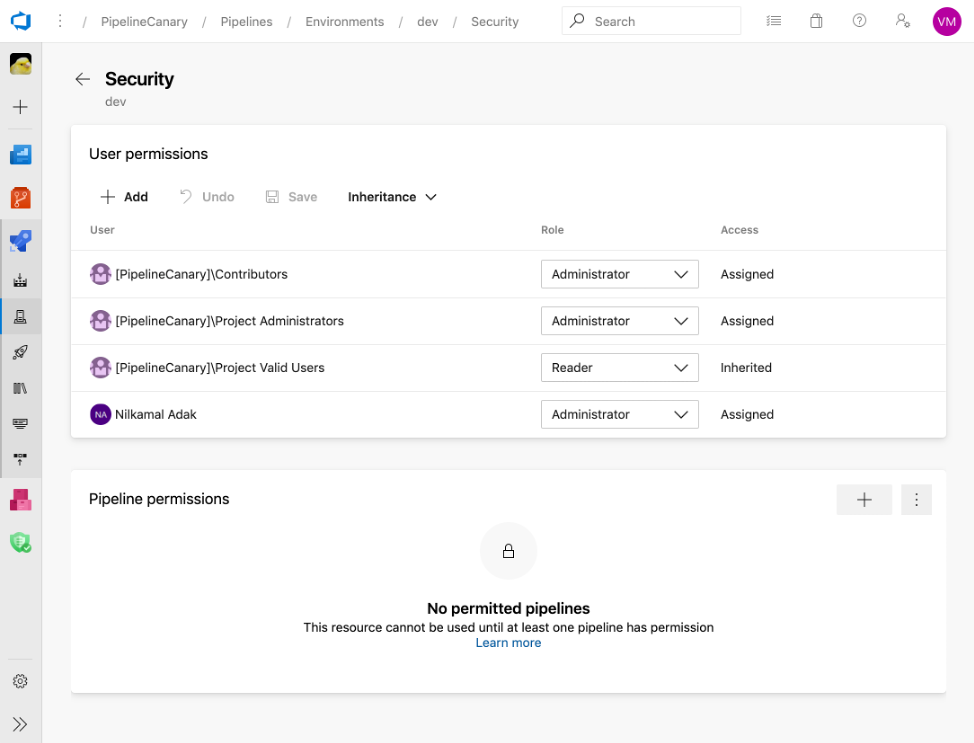 / PipelineCanary / Pipelines / Environments / dev / Security
Search
VM
Security
dev
User permissions
Add Undo Save Inheritance
User Role Access
[PipelineCanary]\Contributors Administrator Assigned
[PipelineCanary]\Project Administrators Administrator Assigned
[PipelineCanary]\Project Valid Users Reader Inherited
NA Nilkamal Adak Administrator Assigned
Pipeline permissions
No permitted pipelines
This resource cannot be used until at least one pipeline has permission
Learn more